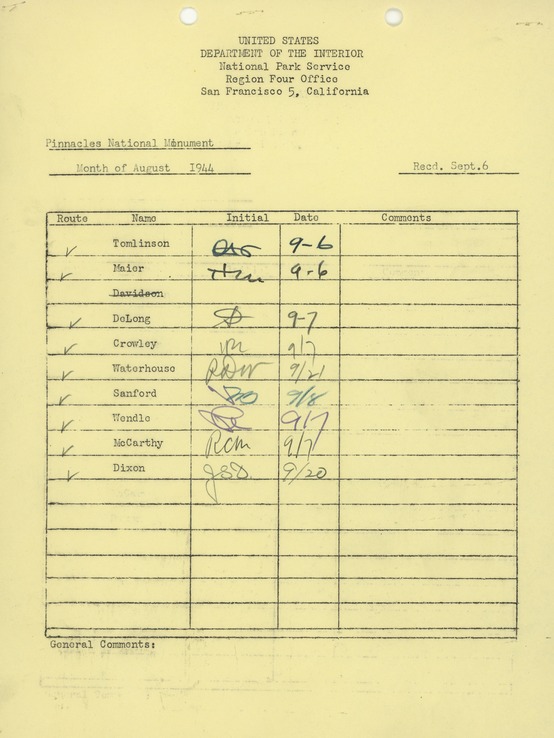 UNITED STATES
DEPARTMENT OF THE INTERIOR
National Park Service
Region Four Office
San Francisco 5, California
Pinnacles National Monument
Month of August 1944 Recd. Sept.6
Route Name Initial Date Comments
Tomlinson 9-6
Maier 9-6
Davidson
DeLong 9-7
Crowley 9/7
Waterhouse 9/21
Sanford 9/8
Wendle 9/7
McCarthy RCM 9/7
Dixon 9/20
General Comments: